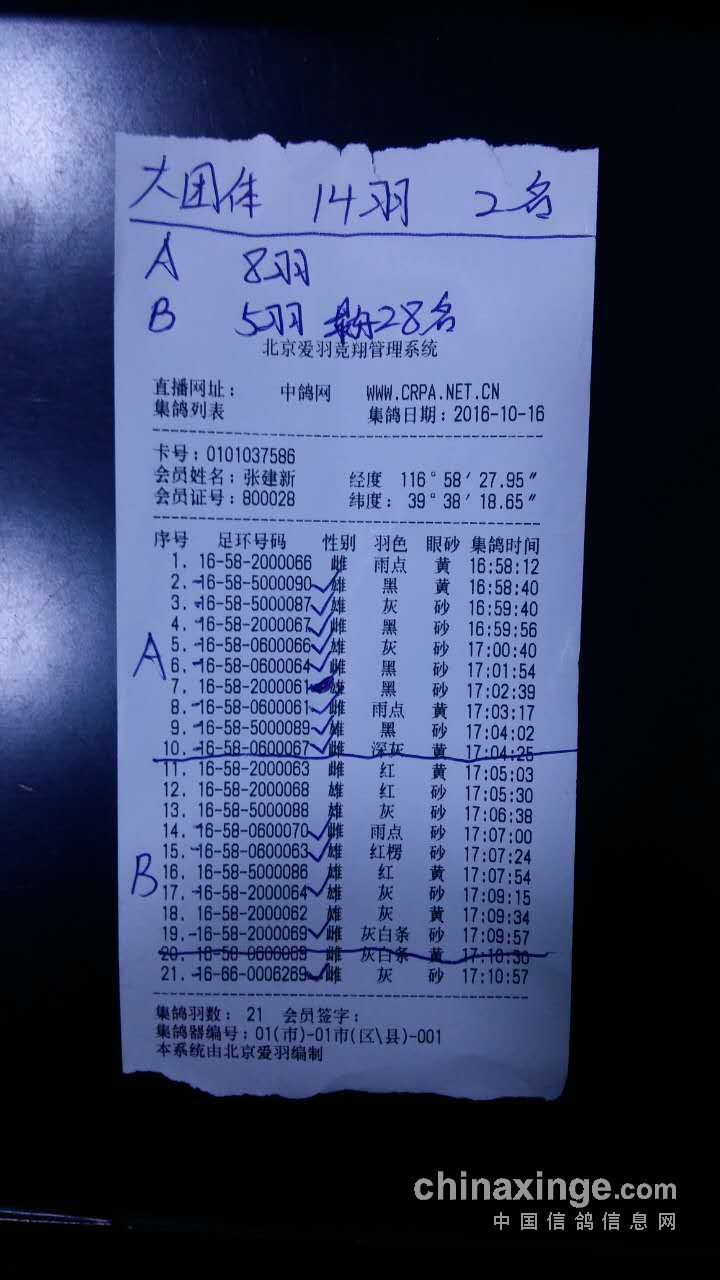 大团体 14羽 2名
A 8羽
B 5羽 28名
北京爱羽竞翔管理系统
直播网址: 中鸽网 WWW.CRPA.NET.CN
集鸽列表 集鸽日期:2016-10-16
卡号:0101037586
会员姓名:张建新 经度 116°58′27.95″
会员证号:800028 纬度: 39°38′18.65″
序号 足环号码 性别 羽色 眼砂 集鸽时间
1. 16-58-2000066 雌 雨点 黄 16:58:12
2. 16-58-5000090 雄 黑 黄 16:58:40
3. 16-58-5000087 雄 灰 砂 16:59:40
4. 16-58-2000067 雌 黑 砂 16:59:56
5. 16-58-0600066 雄 灰 砂 17:00:40
A
6. 16-58-0600064 雌 黑 砂 17:01:54
7. 16-58-2000061 雄 黑 砂 17:02:39
8. 16-58-0600061 雌 雨点 黄 17:03:17
9. 16-58-5000089 雄 黑 砂 17:04:02
10. 16-58-0600067 雌 深灰 黄 17:04:25
11. 16-58-2000063 雌 红 黄 17:05:03
12. 16-58-2000068 雄 红 砂 17:05:30
13. 16-58-5000088 雄 灰 砂 17:06:38
14. 16-58-0600070 雌 雨点 砂 17:07:00
15. 16-58-0600063 雄 红楞 砂 17:07:24
B
16. 16-58-5000086 雄 红 黄 17:07:54
17. 16-58-2000064 雄 灰 砂 17:09:15
18. 16-58-2000062 雄 灰 黄 17:09:34
19. 16-58-2000069 雌 灰白条 砂 17:09:57
20. 16-58-0600069 雌 灰白条 黄 17:10:30
21. 16-66-0006269 雌 灰 砂 17:10:57
集鸽羽数: 21 会员签字:
集鸽器编号:01(市)-01市(区\县)-001
本系统由北京爱羽编制
chinaxinge.com
中国信鸽信息网